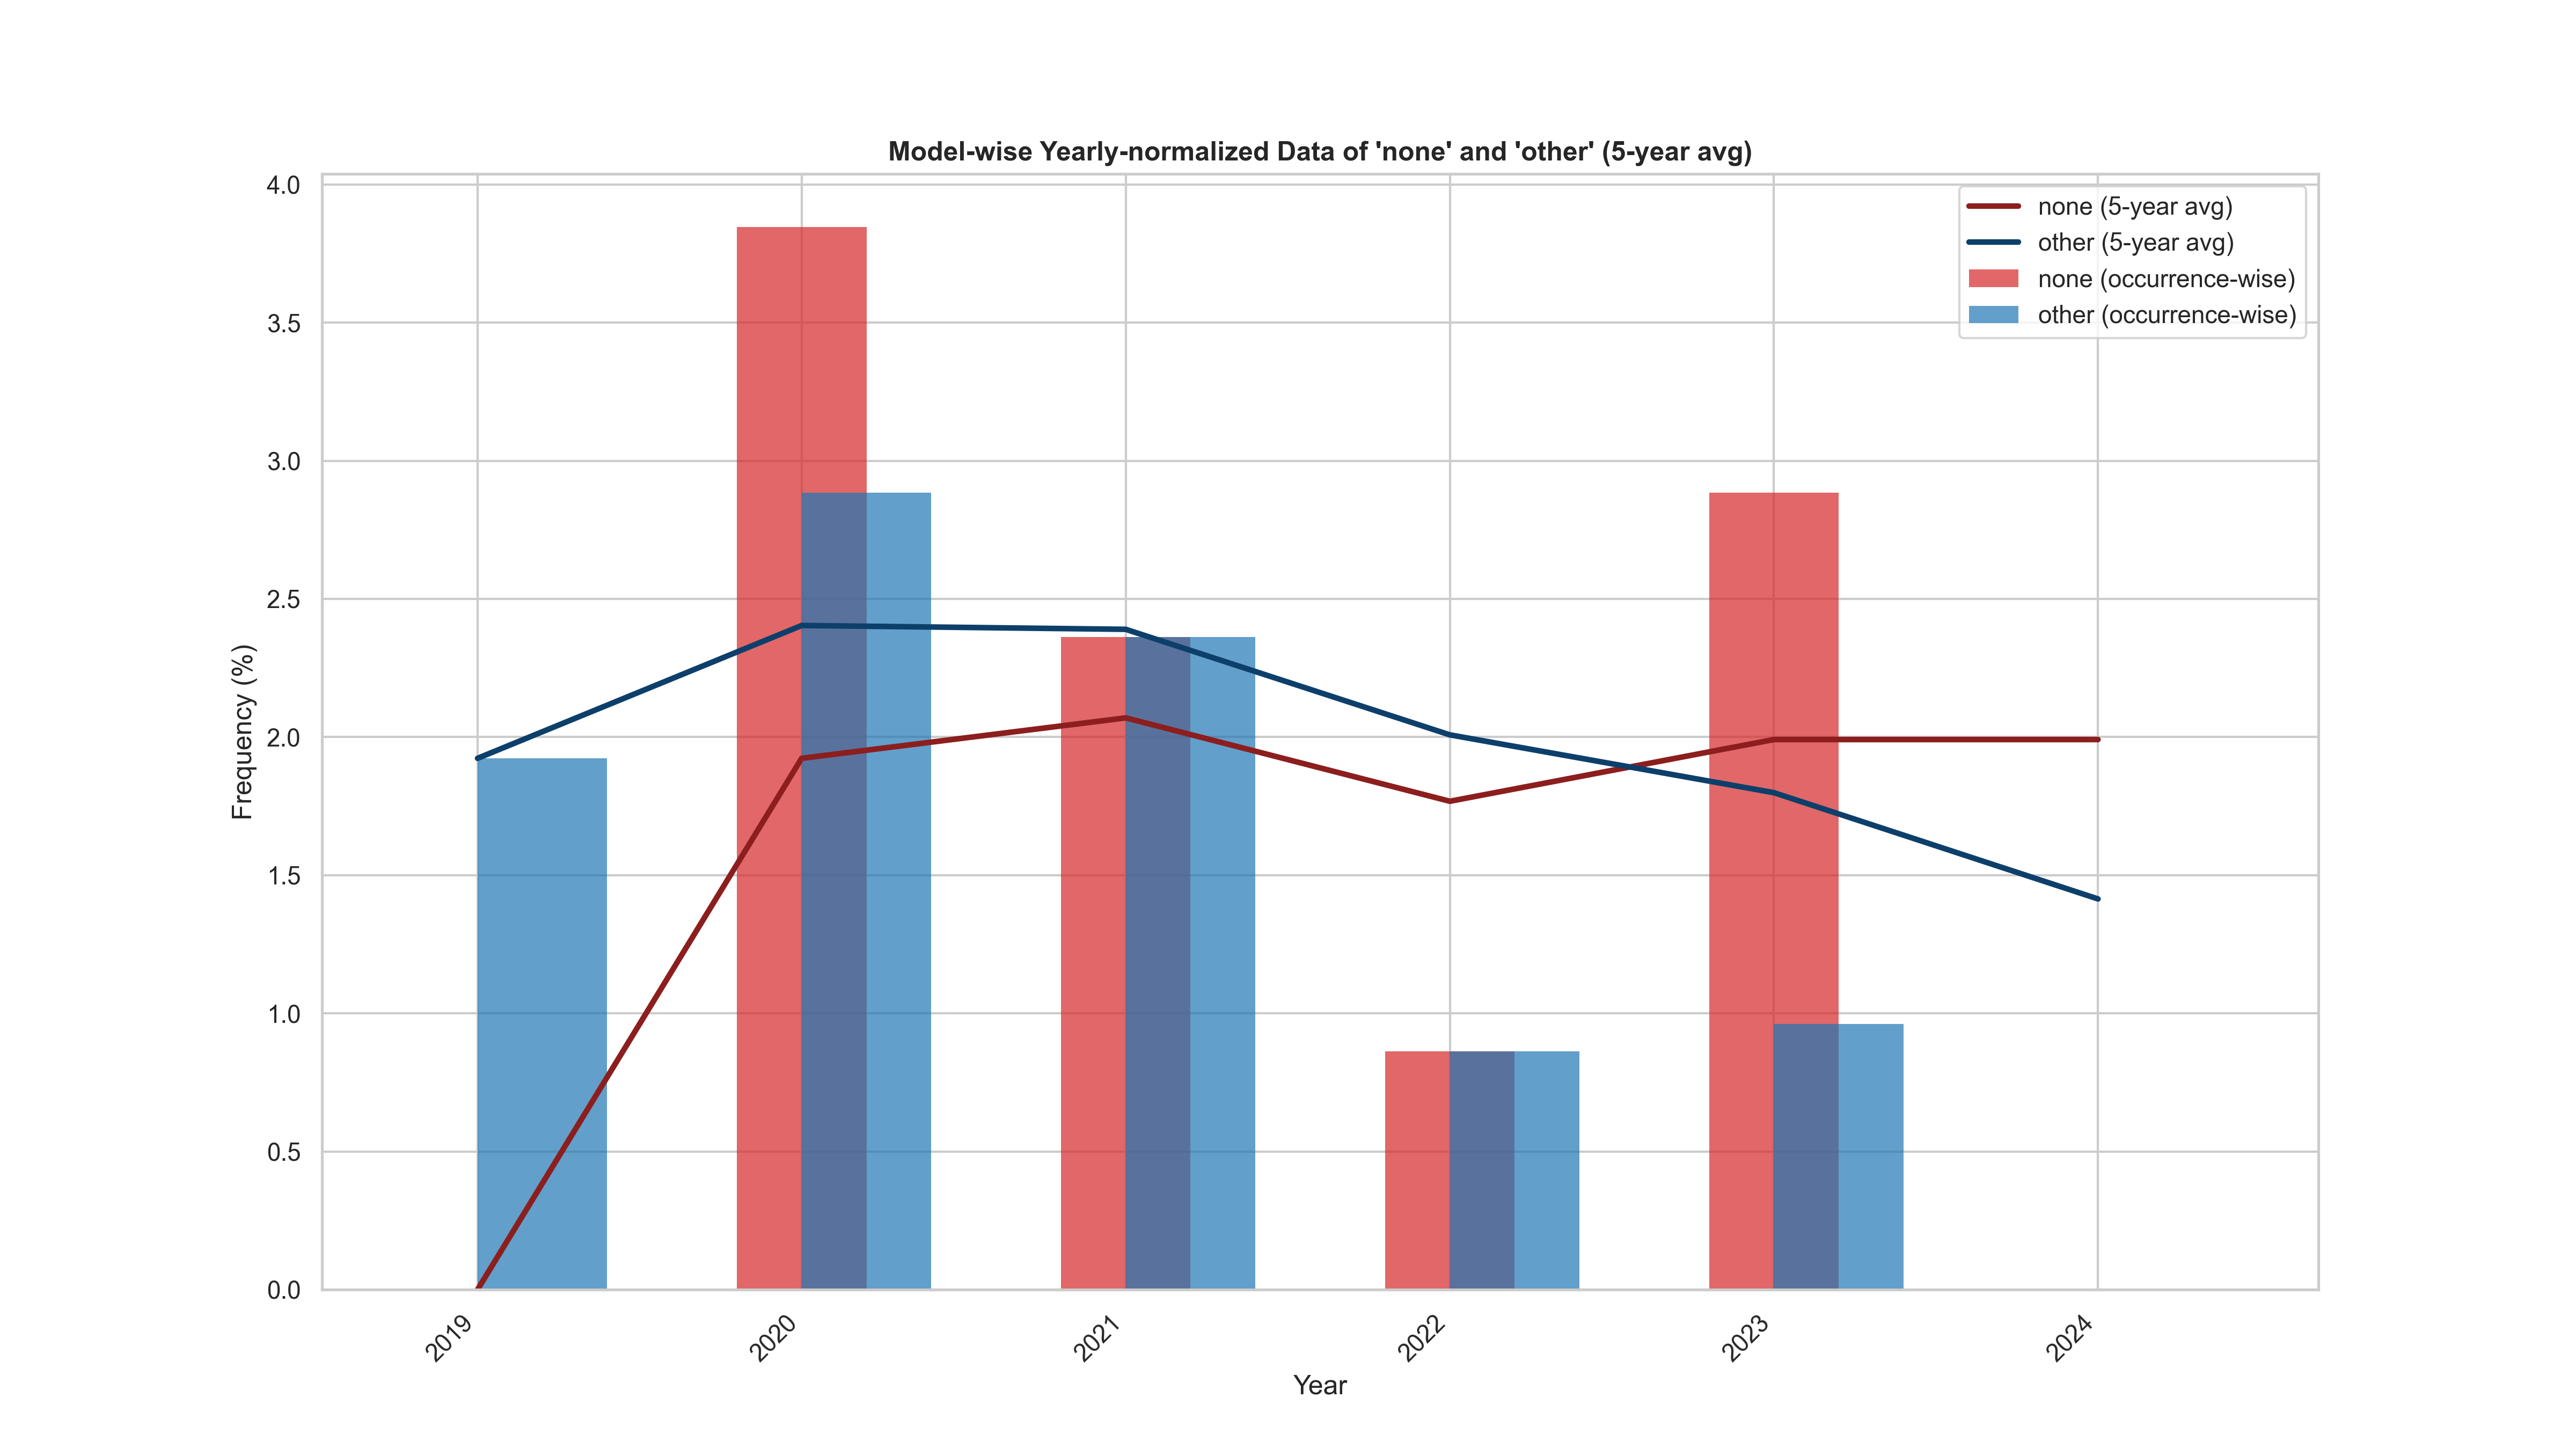 Model-wise Yearly-normalized Data of 'none' and 'other' (5-year avg)
none (5-year avg)
other (5-year avg)
none (occurrence-wise)
other (occurrence-wise)
4.0
3.5
3.0
2.5
2.0
1.5
1.0
0.5
0.0
Frequency (%)
2019
2020
2021
2022
2023
2024
Year